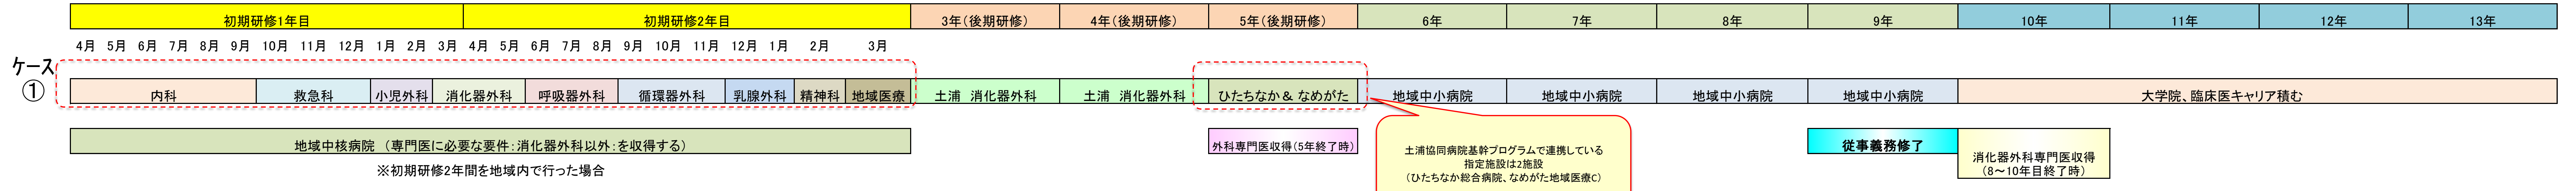 初期研修1年目 初期研修2年目 3年(後期研修) 4年(後期研修) 5年(後期研修) 6年 7年 8年 9年 10年 11年 12年 13年
4月 5月 6月 7月 8月 9月 10月 11月 12月 1月 2月 3月 4月 5月 6月 7月 8月 9月 10月 11月 12月 1月 2月 3月
ケース
①
内科 救急科 小児外科 消化器外科 呼吸器外科 循環器外科 乳腺外科 精神科 地域医療 土浦 消化器外科 土浦 消化器外科 ひたちなか& なめがた 地域中小病院 地域中小病院 地域中小病院 地域中小病院 大学院、臨床医キャリア積む
地域中核病院 (専門医に必要な要件:消化器外科以外:を収得する) 外科専門医収得(5年終了時)
土浦協同病院基幹プログラムで連携している
指定施設は2施設
(ひたちなか総合病院、なめがた地域医療C)
従事義務修了
消化器外科専門医収得
(8~10年目終了時)
※初期研修2年間を地域内で行った場合